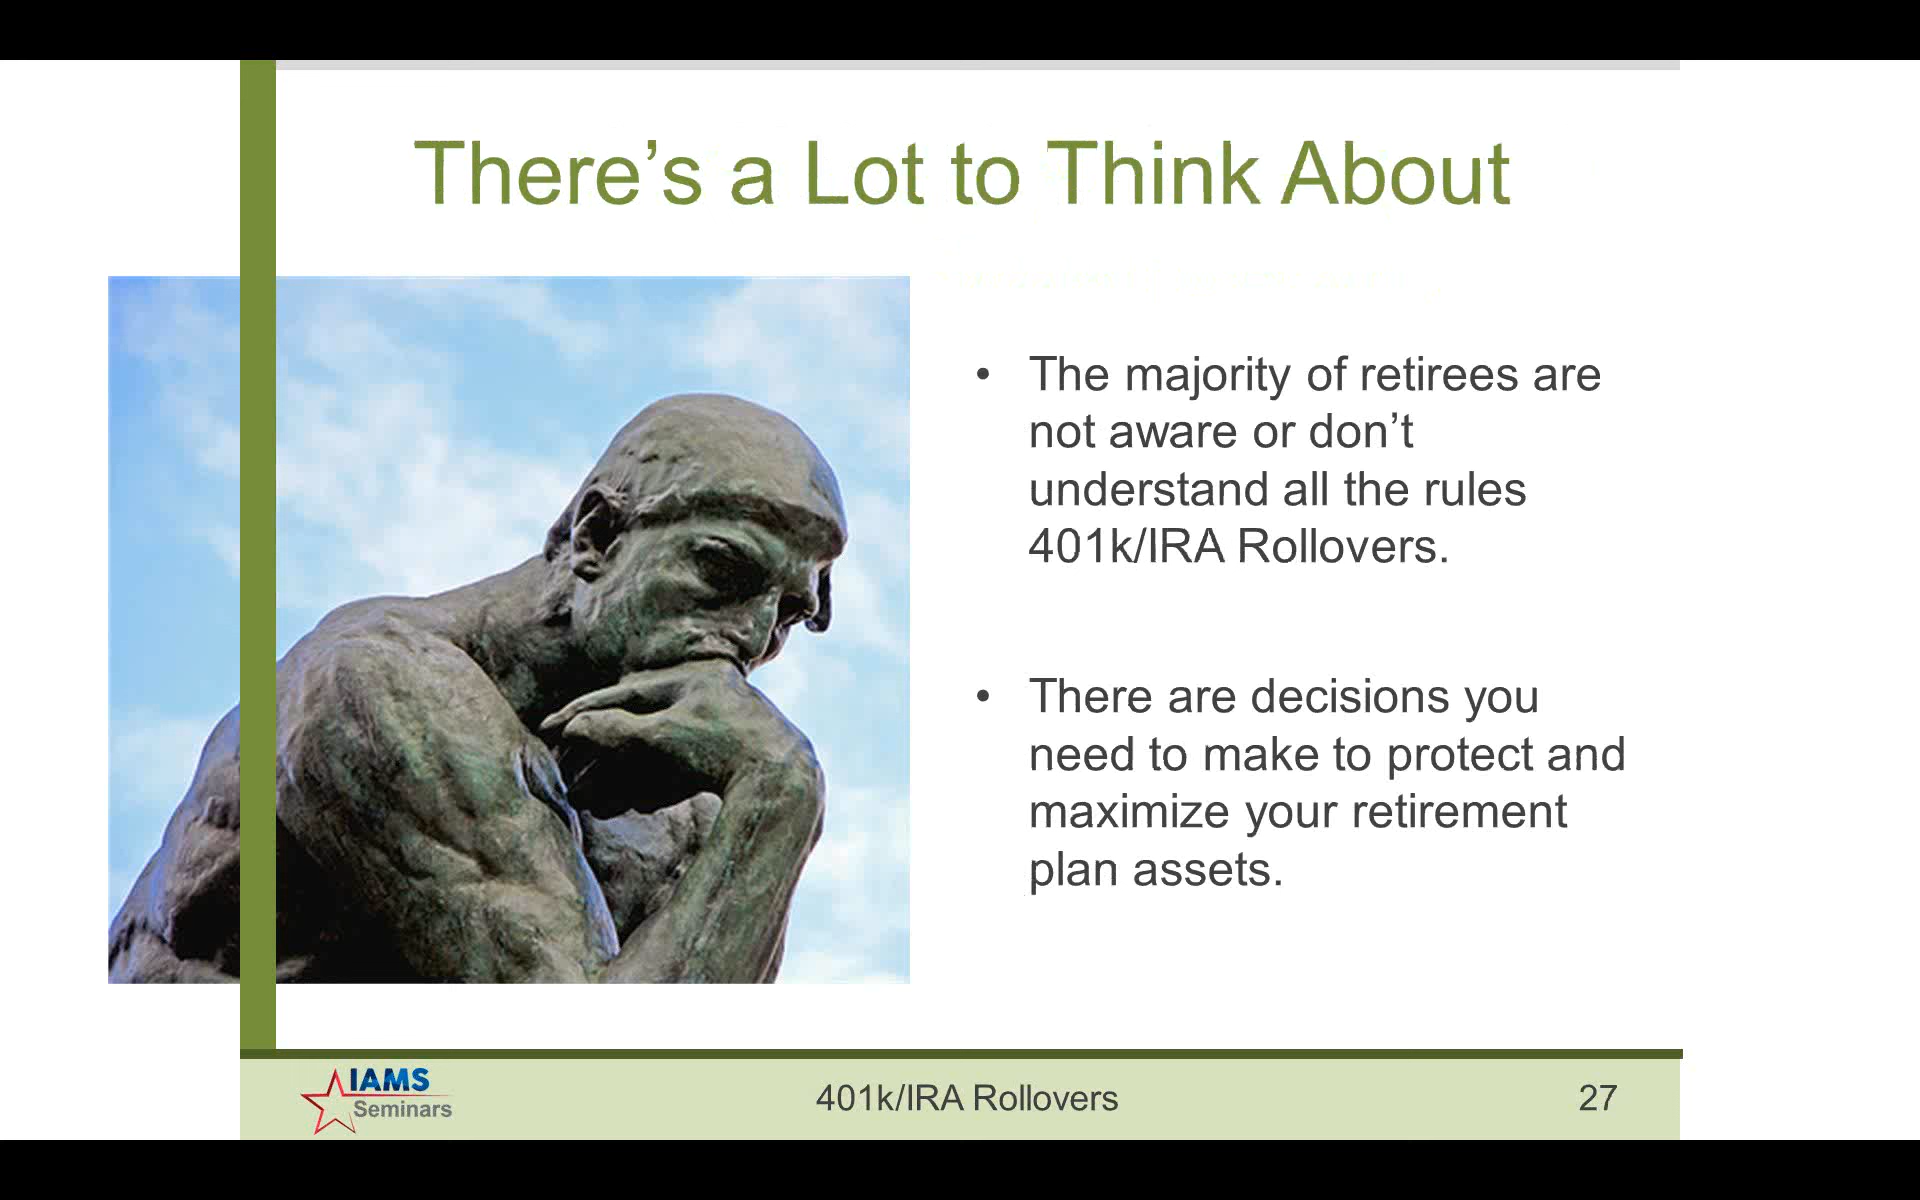 There’s a Lot to Think About
• The majority of retirees are
not aware or don’t
understand all the rules
401k/IRA Rollovers.
• There are decisions you
need to make to protect and
maximize your retirement
plan assets.
IAMS
Seminars
401k/IRA Rollovers
27